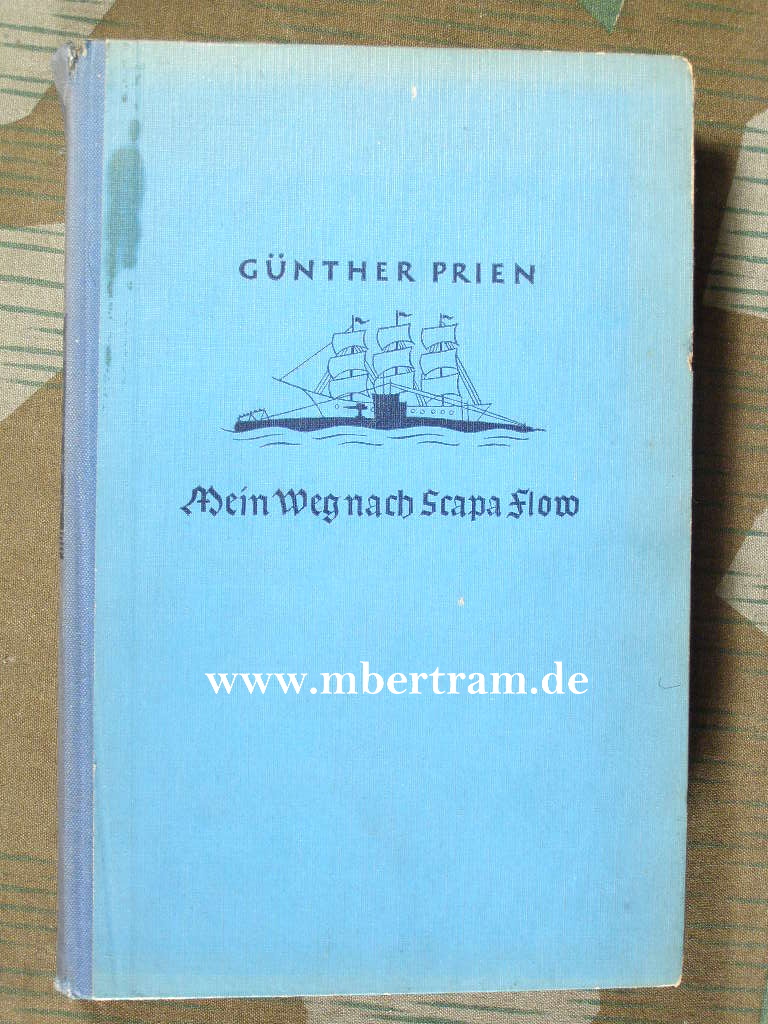 GÜNTHER PRIEN
Mein Weg nach Scapa Flow
www.mbertram.de